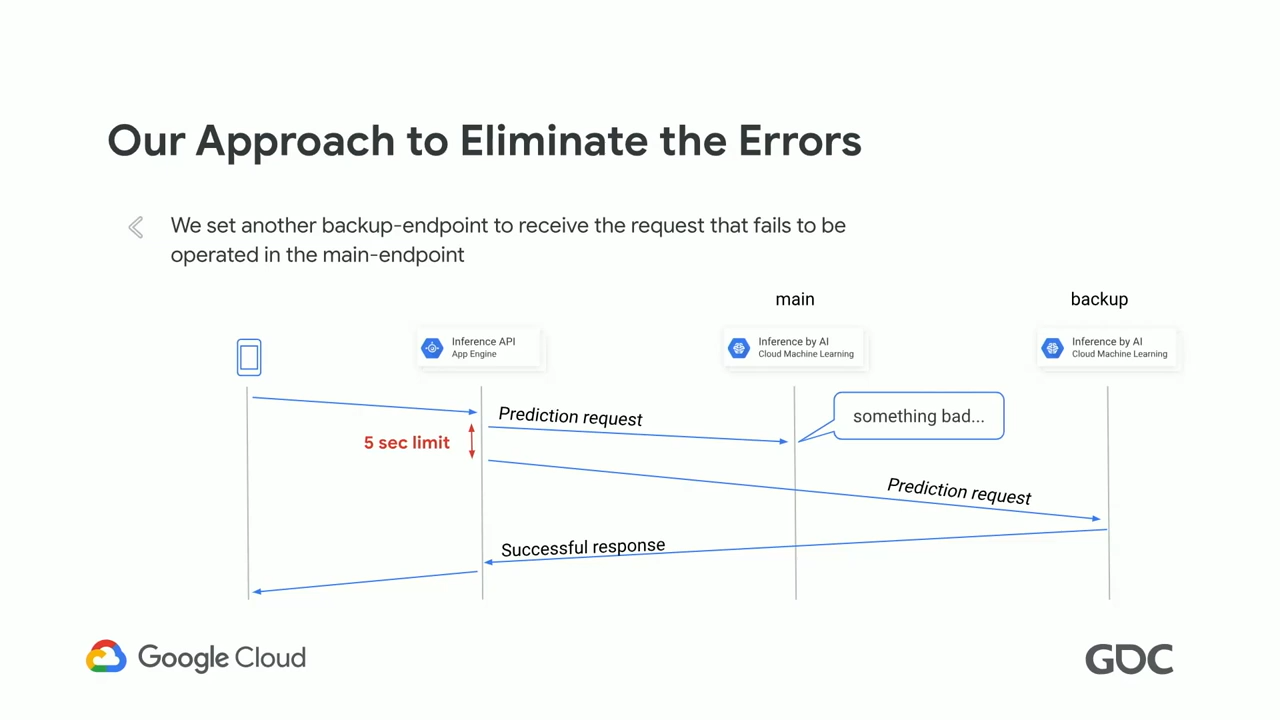 Our Approach to Eliminate the Errors
We set another backup-endpoint to receive the request that fails to be
operated in the main-endpoint
main
backup
Inference API
App Engine
Inference by AI
Cloud Machine Learning
Inference by AI
Cloud Machine Learning
Prediction request
something bad...
5 sec limit
Prediction request
Successful response
Google Cloud
GDC